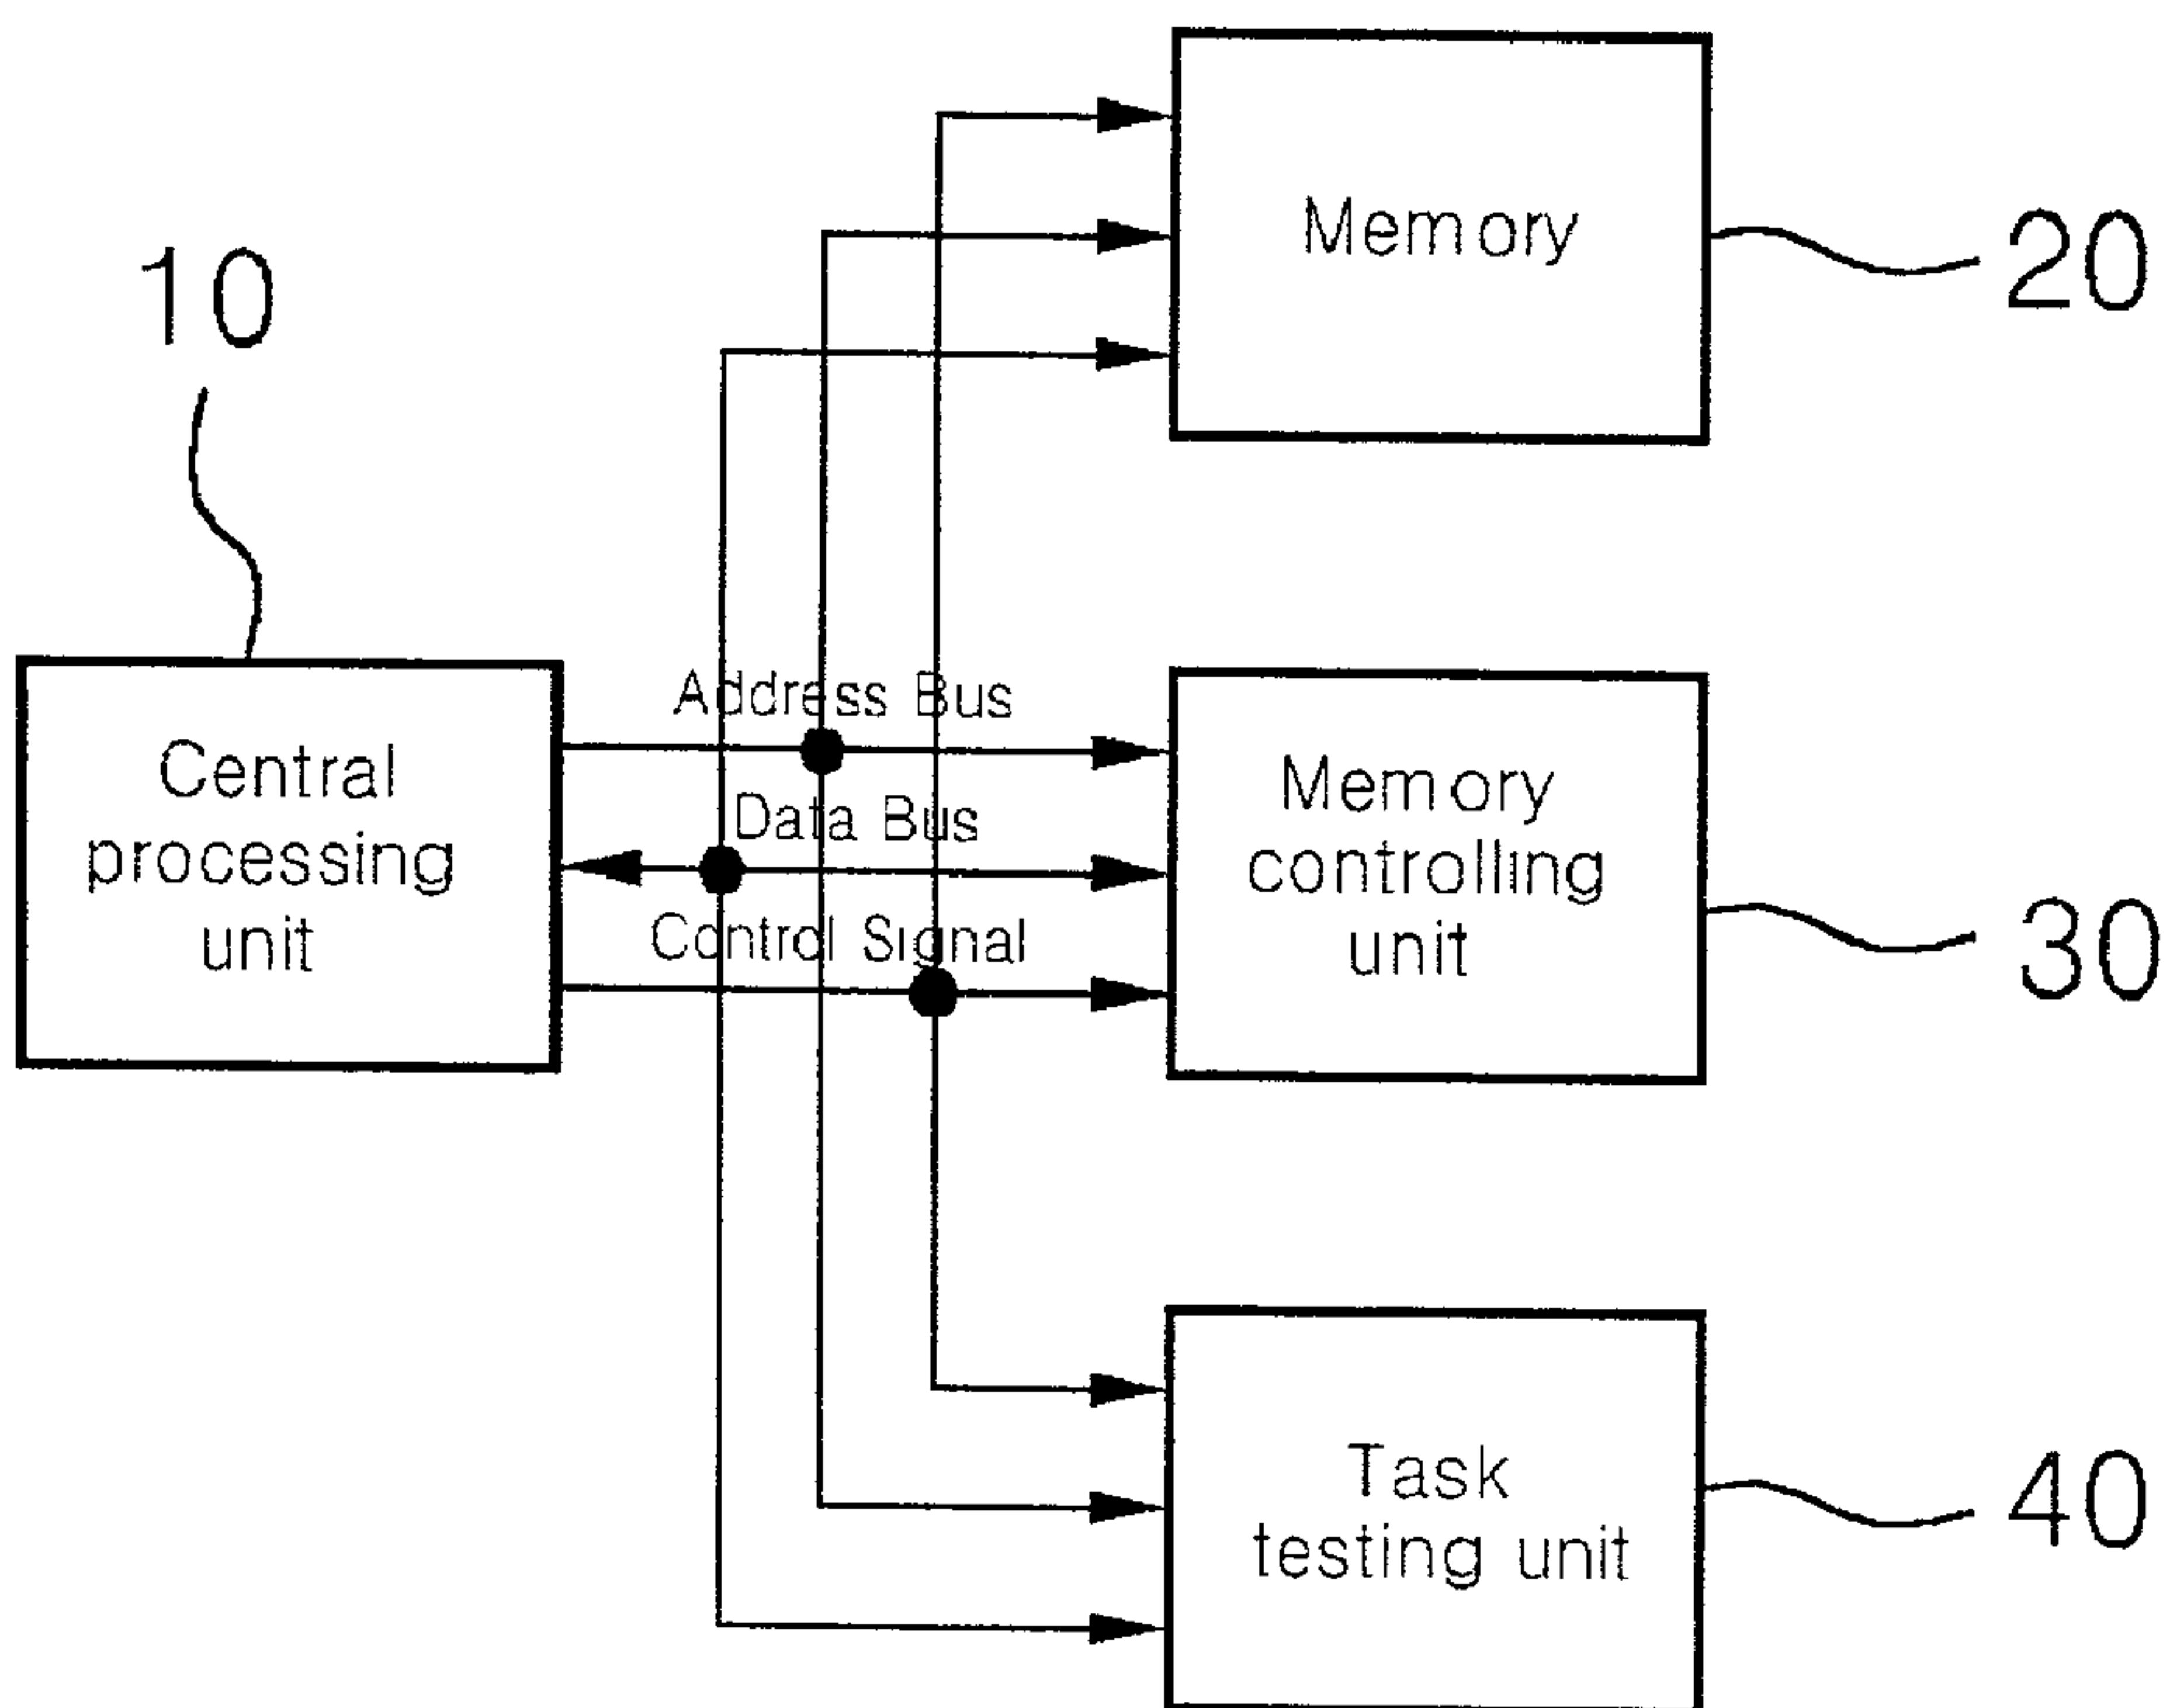 Memory
20
10
Address Bus
Central
processing
unit
Data Bus
Control Signal
Memory
controlling
unit
30
Task
testing unit
40